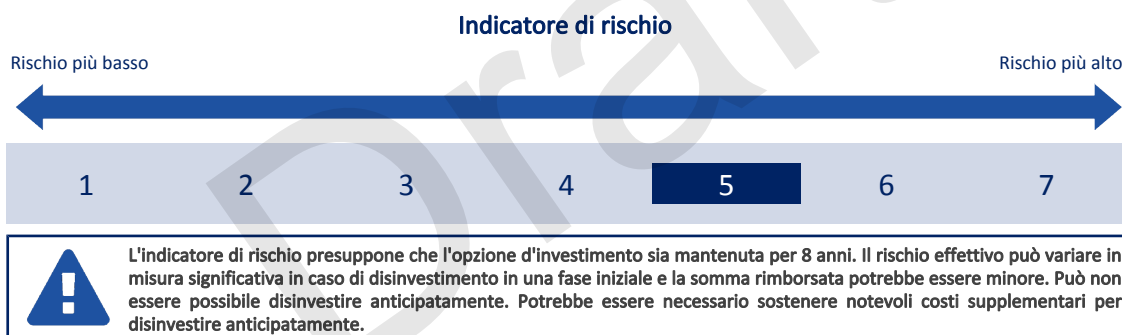 Indicatore di rischio
Rischio più basso
Rischio più alto
1 2 3 4 5 6 7
L'indicatore di rischio presuppone che l'opzione d'investimento sia mantenuta per 8 anni. Il rischio effettivo può variare in
misura significativa in caso di disinvestimento in una fase iniziale e la somma rimborsata potrebbe essere minore. Può non
essere possibile disinvestire anticipatamente. Potrebbe essere necessario sostenere notevoli costi supplementari per
disinvestire anticipatamente.